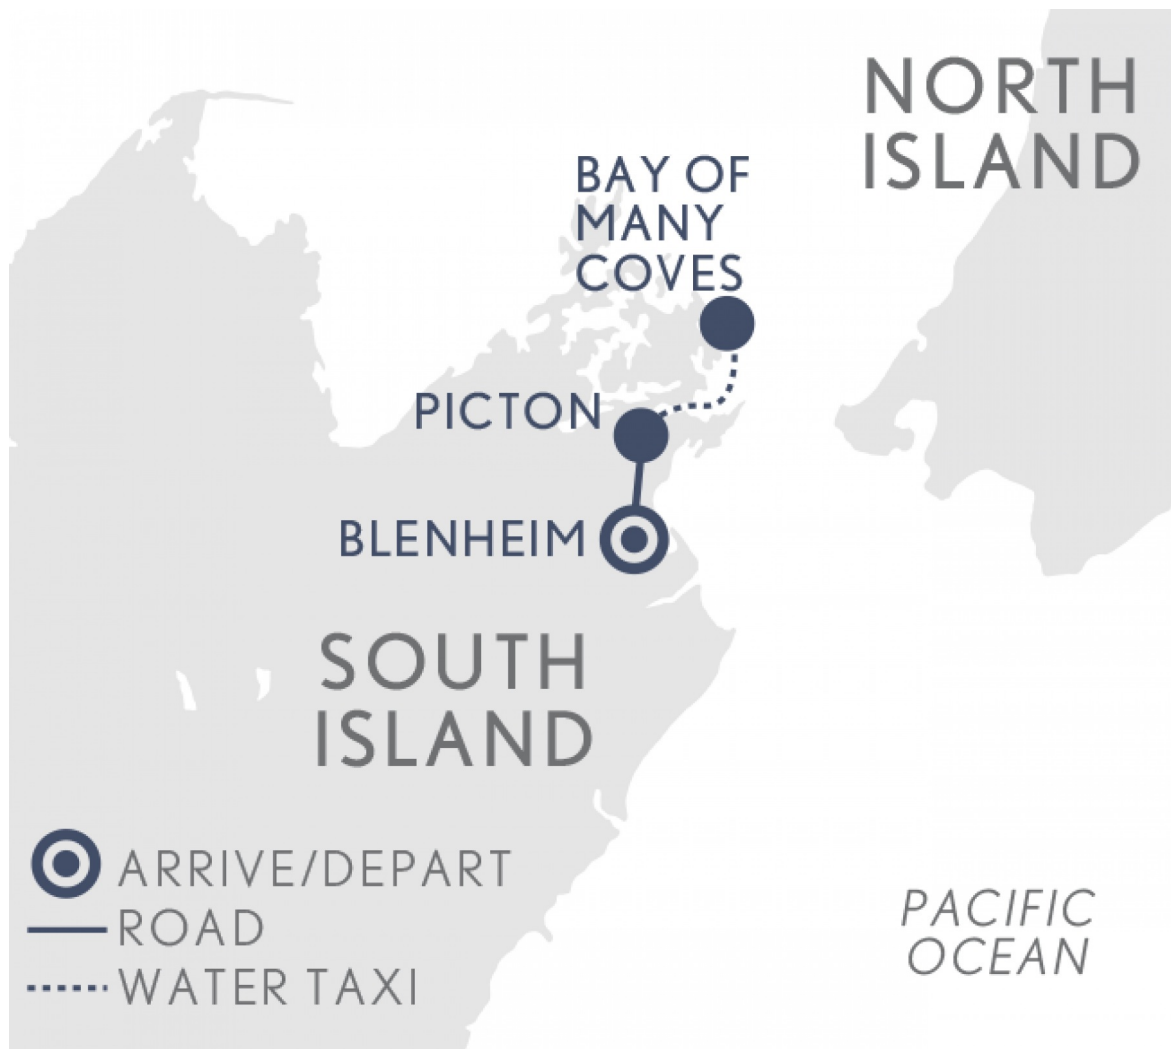 NORTH
ISLAND
BAY OF
MANY
COVES
PICTON
BLENHEIM
SOUTH
ISLAND
ARRIVE/DEPART
ROAD
WATER TAXI
PACIFIC
OCEAN